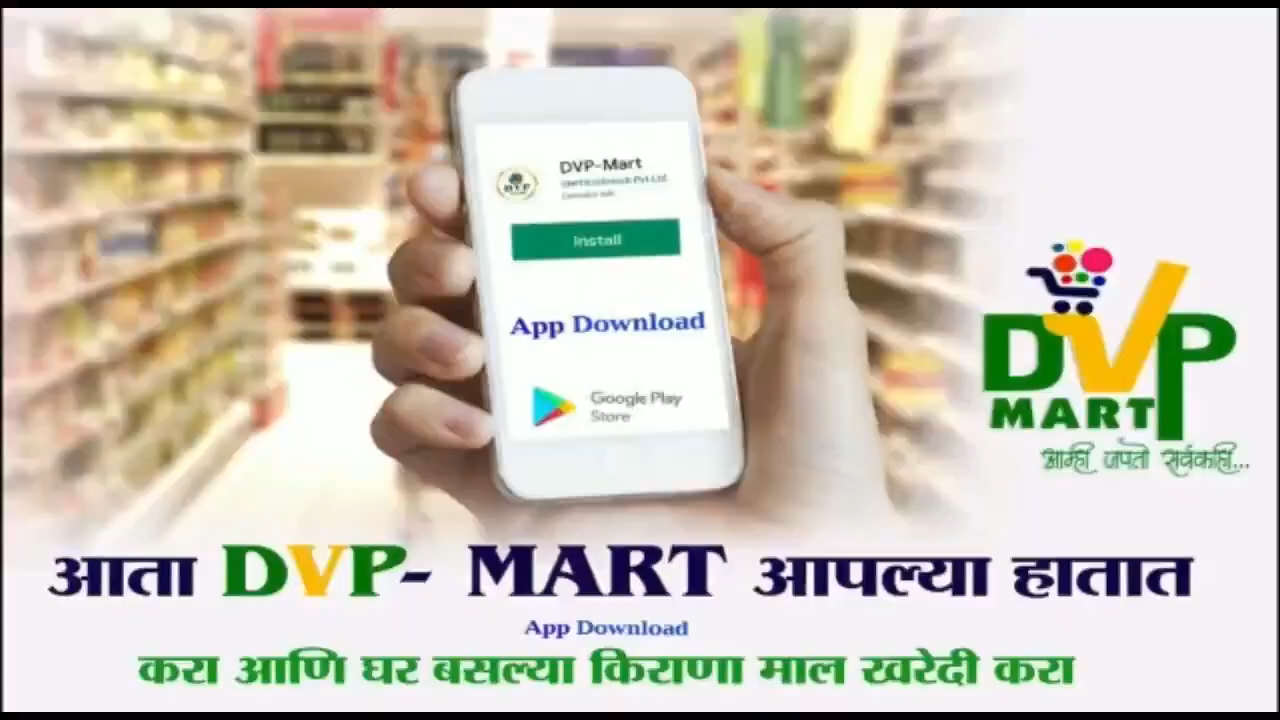 DVP-Mart
Install
App Download
Google Play
Store
DVP
MART
आम्ही जपतो सर्वकाही...
आता DVP- MART आपल्या हातात
App Download
करा आणि घर बसल्या किराणा माल खरेदी करा